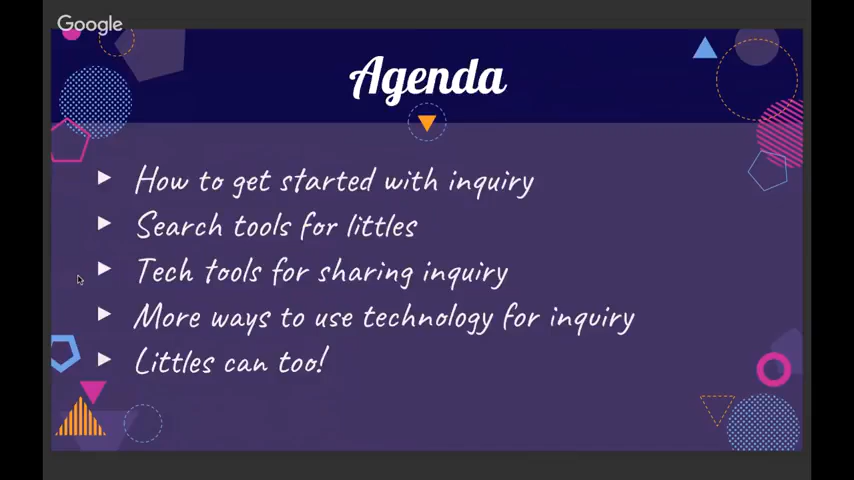 Google
Agenda
How to get started with inquiry
Search tools for littles
Tech tools for sharing inquiry
More ways to use technology for inquiry
Littles can too!